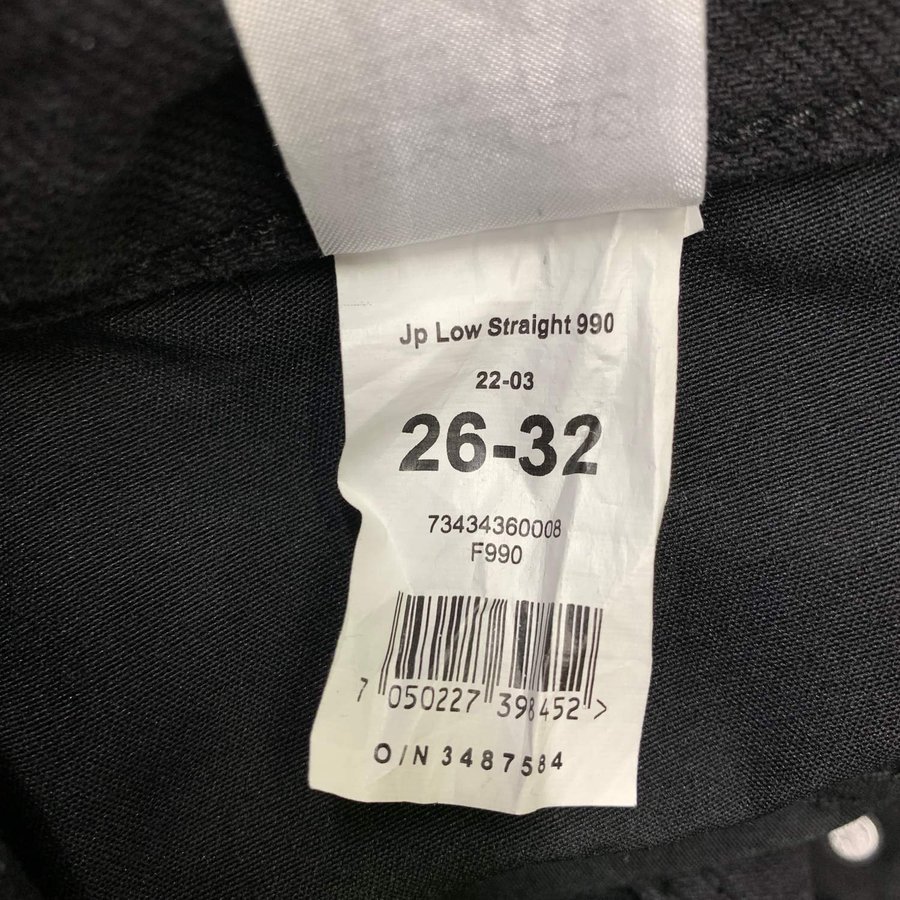 Jp Low Straight 990
22-03
26-32
73434360008
F990
7 050227 398452 >
O/N 3487584